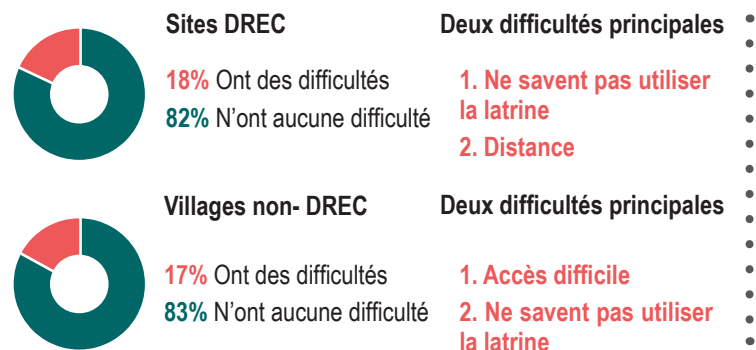 Sites DREC
18% Ont des difficultés
82% N'ont aucune difficulté
Deux difficultés principales
1. Ne savent pas utiliser
la latrine
2. Distance
Villages non- DREC
17% Ont des difficultés
83% N'ont aucune difficulté
Deux difficultés principales
1. Accès difficile
2. Ne savent pas utiliser
la latrine